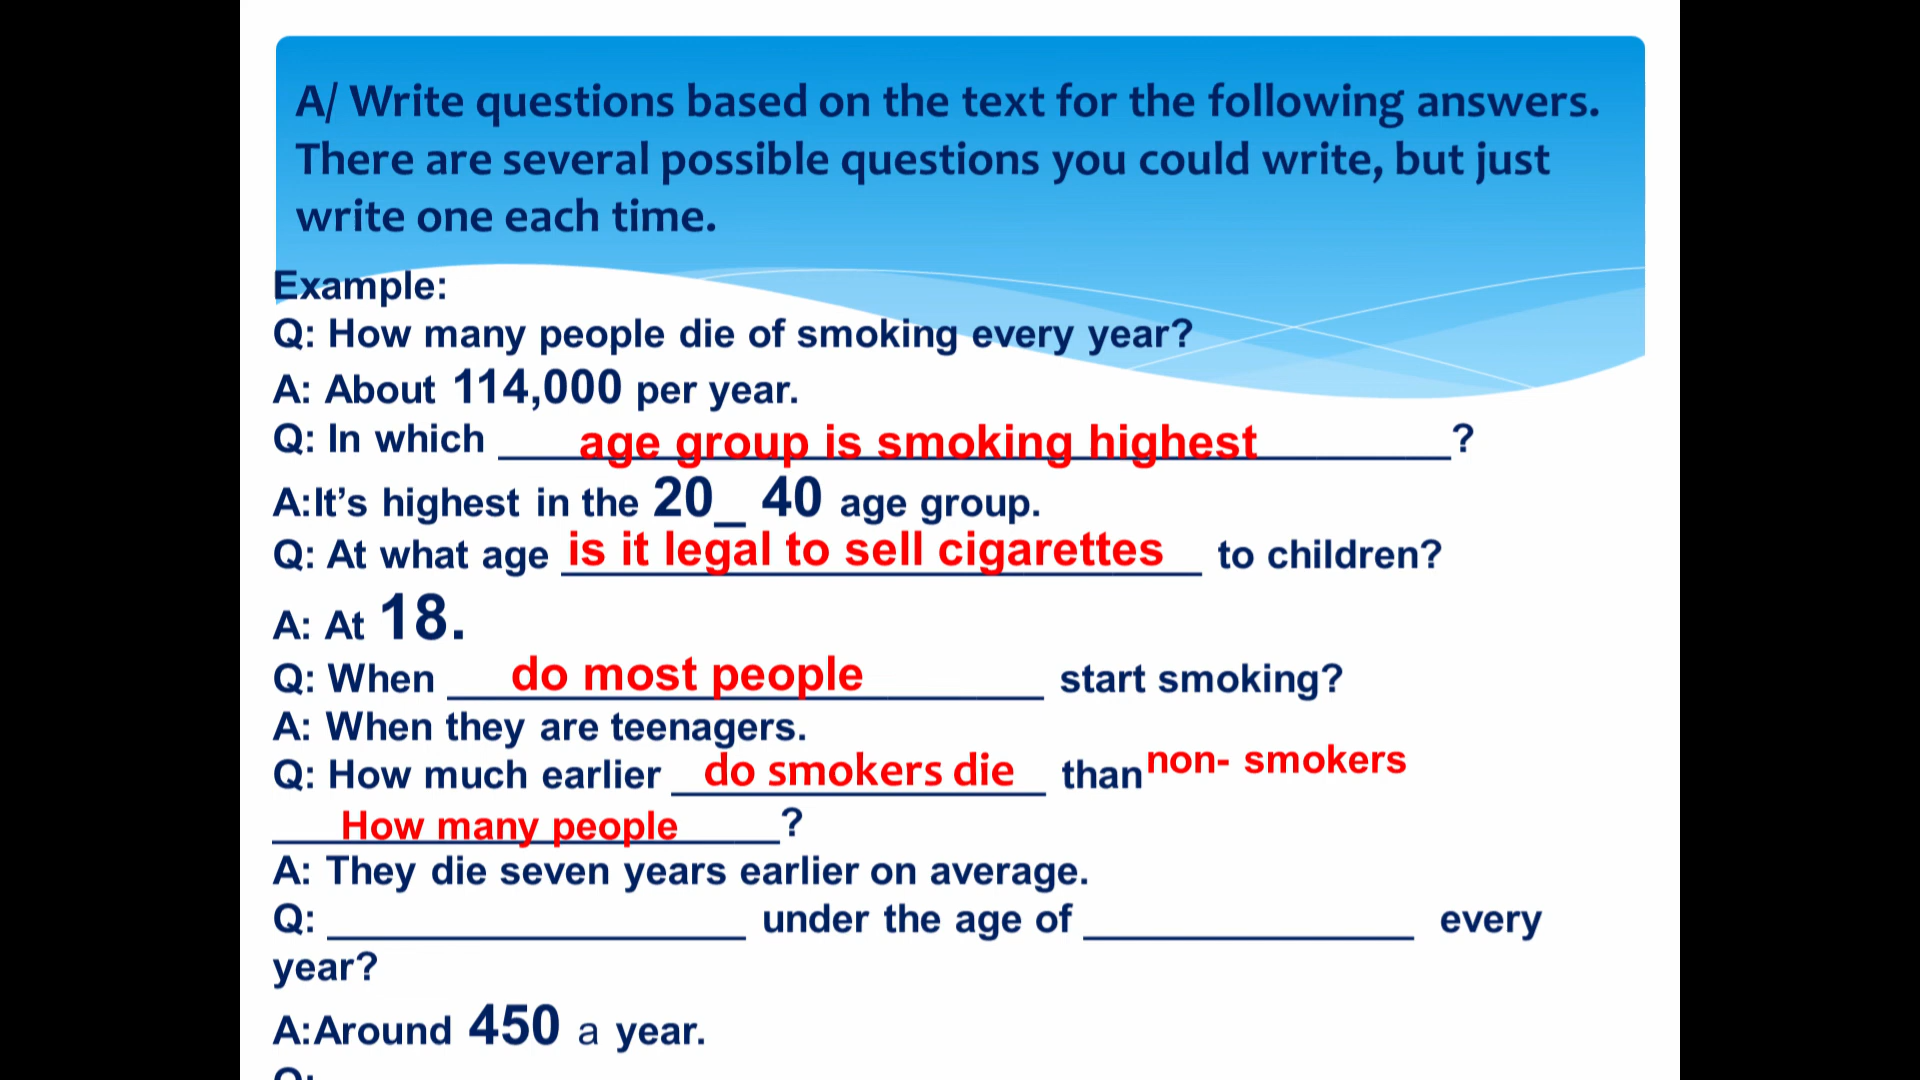 A/ Write questions based on the text for the following answers.
There are several possible questions you could write, but just
write one each time.
Example:
Q: How many people die of smoking every year?
A: About 114,000 per year.
Q: In which age group is smoking highest ?
A:It’s highest in the 20_ 40 age group.
Q: At what age is it legal to sell cigarettes to children?
A: At 18.
Q: When do most people start smoking?
A: When they are teenagers.
Q: How much earlier do smokers die than non- smokers
How many people ?
A: They die seven years earlier on average.
Q: ____ under the age of ____ every
year?
A:Around 450 a year.